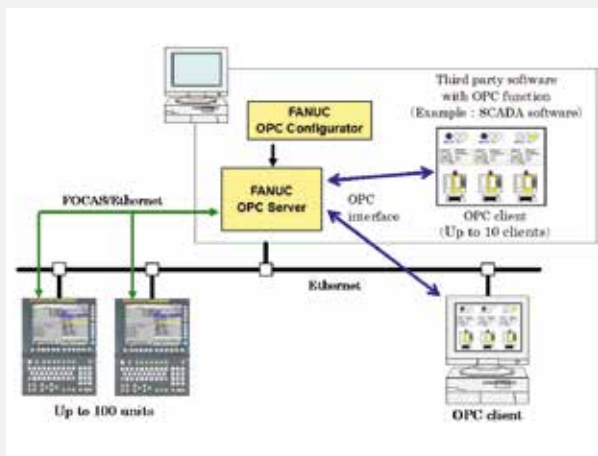 Third party software
with OPC function
(Example : SCADA software)
FANUC
OPC Configurator
FANUC
OPC Server
FOCAS/Ethernet
OPC
interface
OPC client
(Up to 10 clients)
Ethernet
Up to 100 units
OPC client